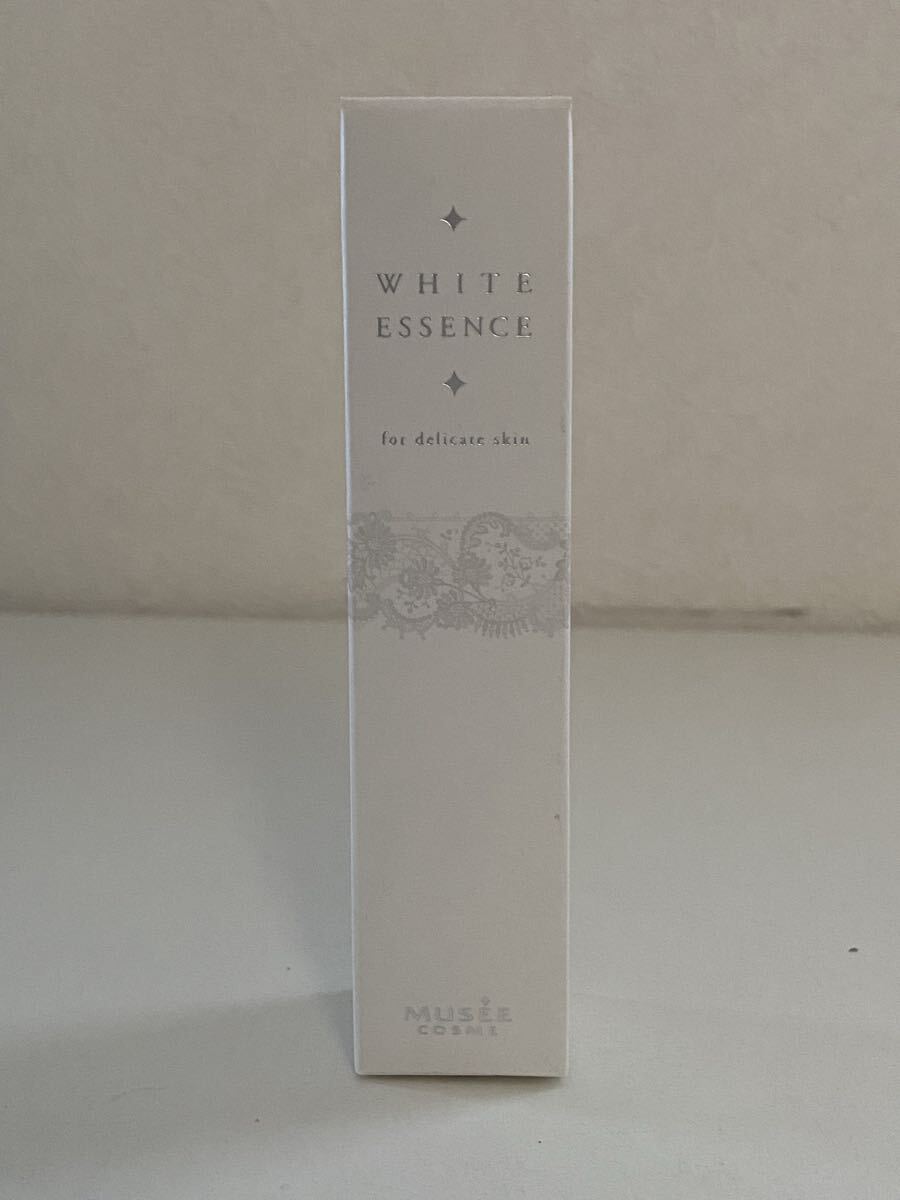 WHITE
ESSENCE
for delicate skin
MUSÉE
COSME